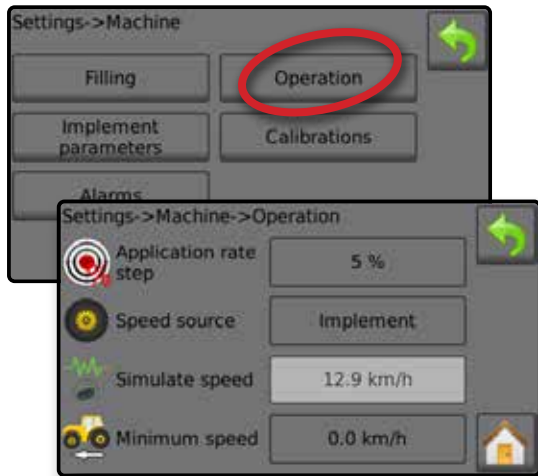 Settings->Machine
Filling
Operation
Implement
parameters
Calibrations
Alarms
Settings->Machine->Operation
Application rate
step
5 %
Speed source
Implement
Simulate speed
12.9 km/h
Minimum speed
0.0 km/h